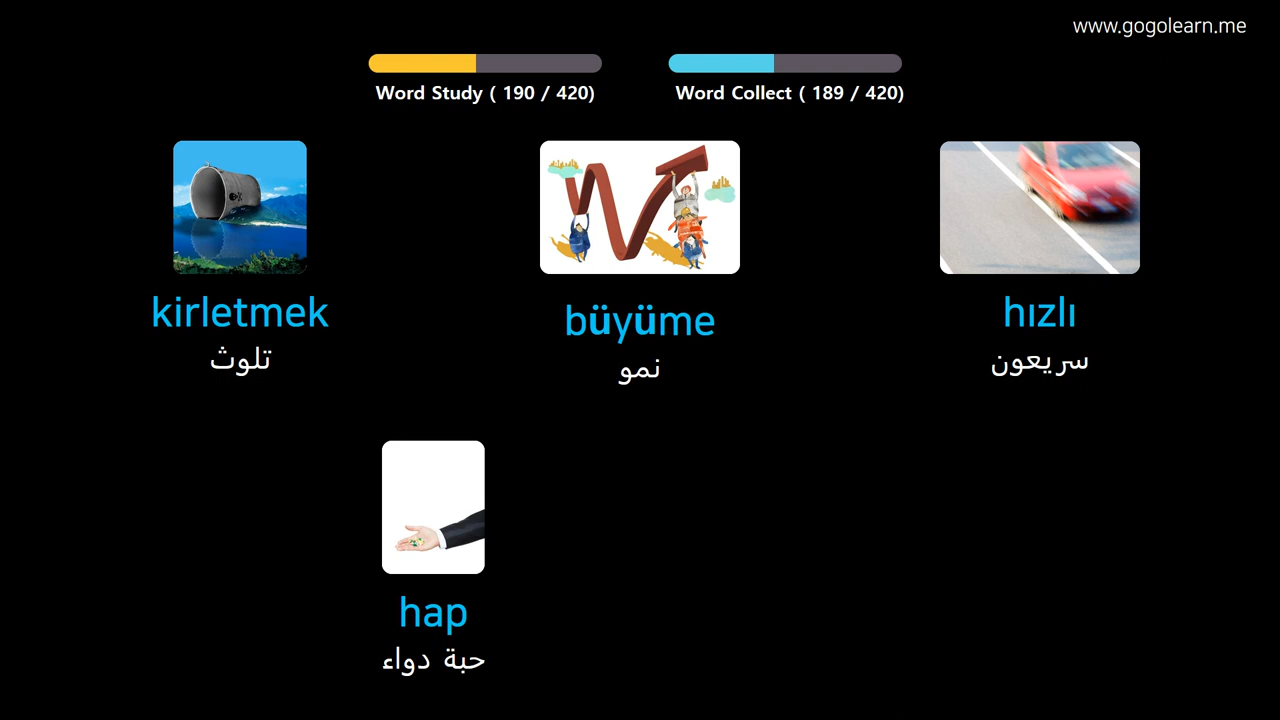 www.gogolearn.me
Word Study ( 190 / 420)
Word Collect ( 189 / 420)
kirletmek
تلوث
büyüme
نمو
hızlı
سريعون
hap
حبة دواء